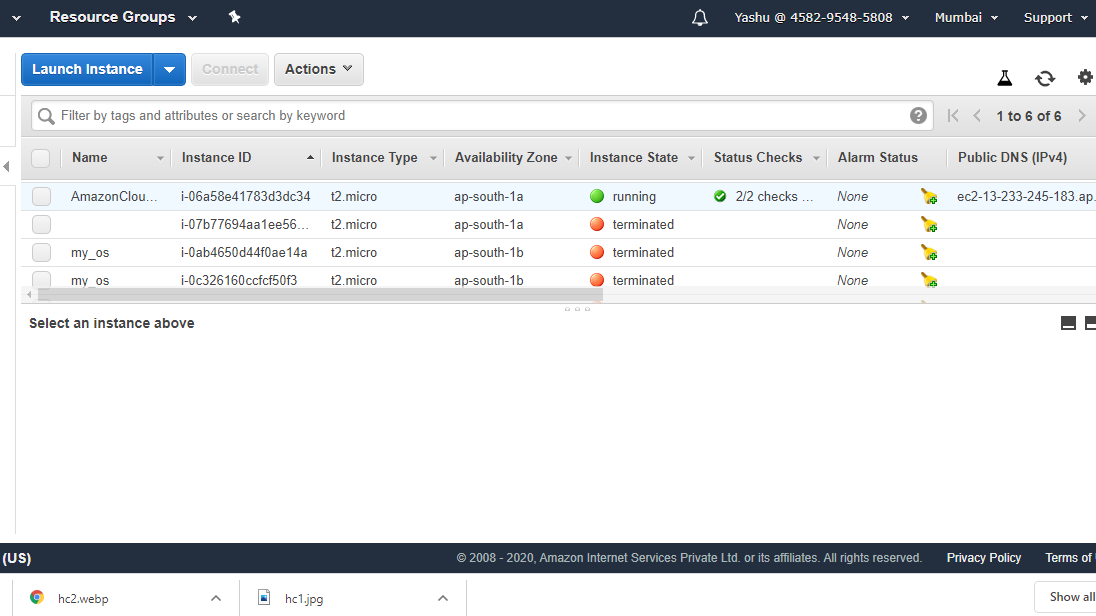 Resource Groups Yashu @ 4582-9548-5808 Mumbai Support
Launch Instance Connect Actions
Filter by tags and attributes or search by keyword 1 to 6 of 6
Name Instance ID Instance Type Availability Zone Instance State Status Checks Alarm Status Public DNS (IPv4)
AmazonClou... i-06a58e41783d3dc34 t2.micro ap-south-1a running 2/2 checks ... None ec2-13-233-245-183.ap.
i-07b77694aa1ee56... t2.micro ap-south-1a terminated None
my_os i-0ab4650d44f0ae14a t2.micro ap-south-1b terminated None
my_os i-0c326160ccfcf50f3 t2.micro ap-south-1b terminated None
Select an instance above
(US) © 2008 - 2020, Amazon Internet Services Private Ltd. or its affiliates. All rights reserved. Privacy Policy Terms of
hc2.webp hc1.jpg Show all